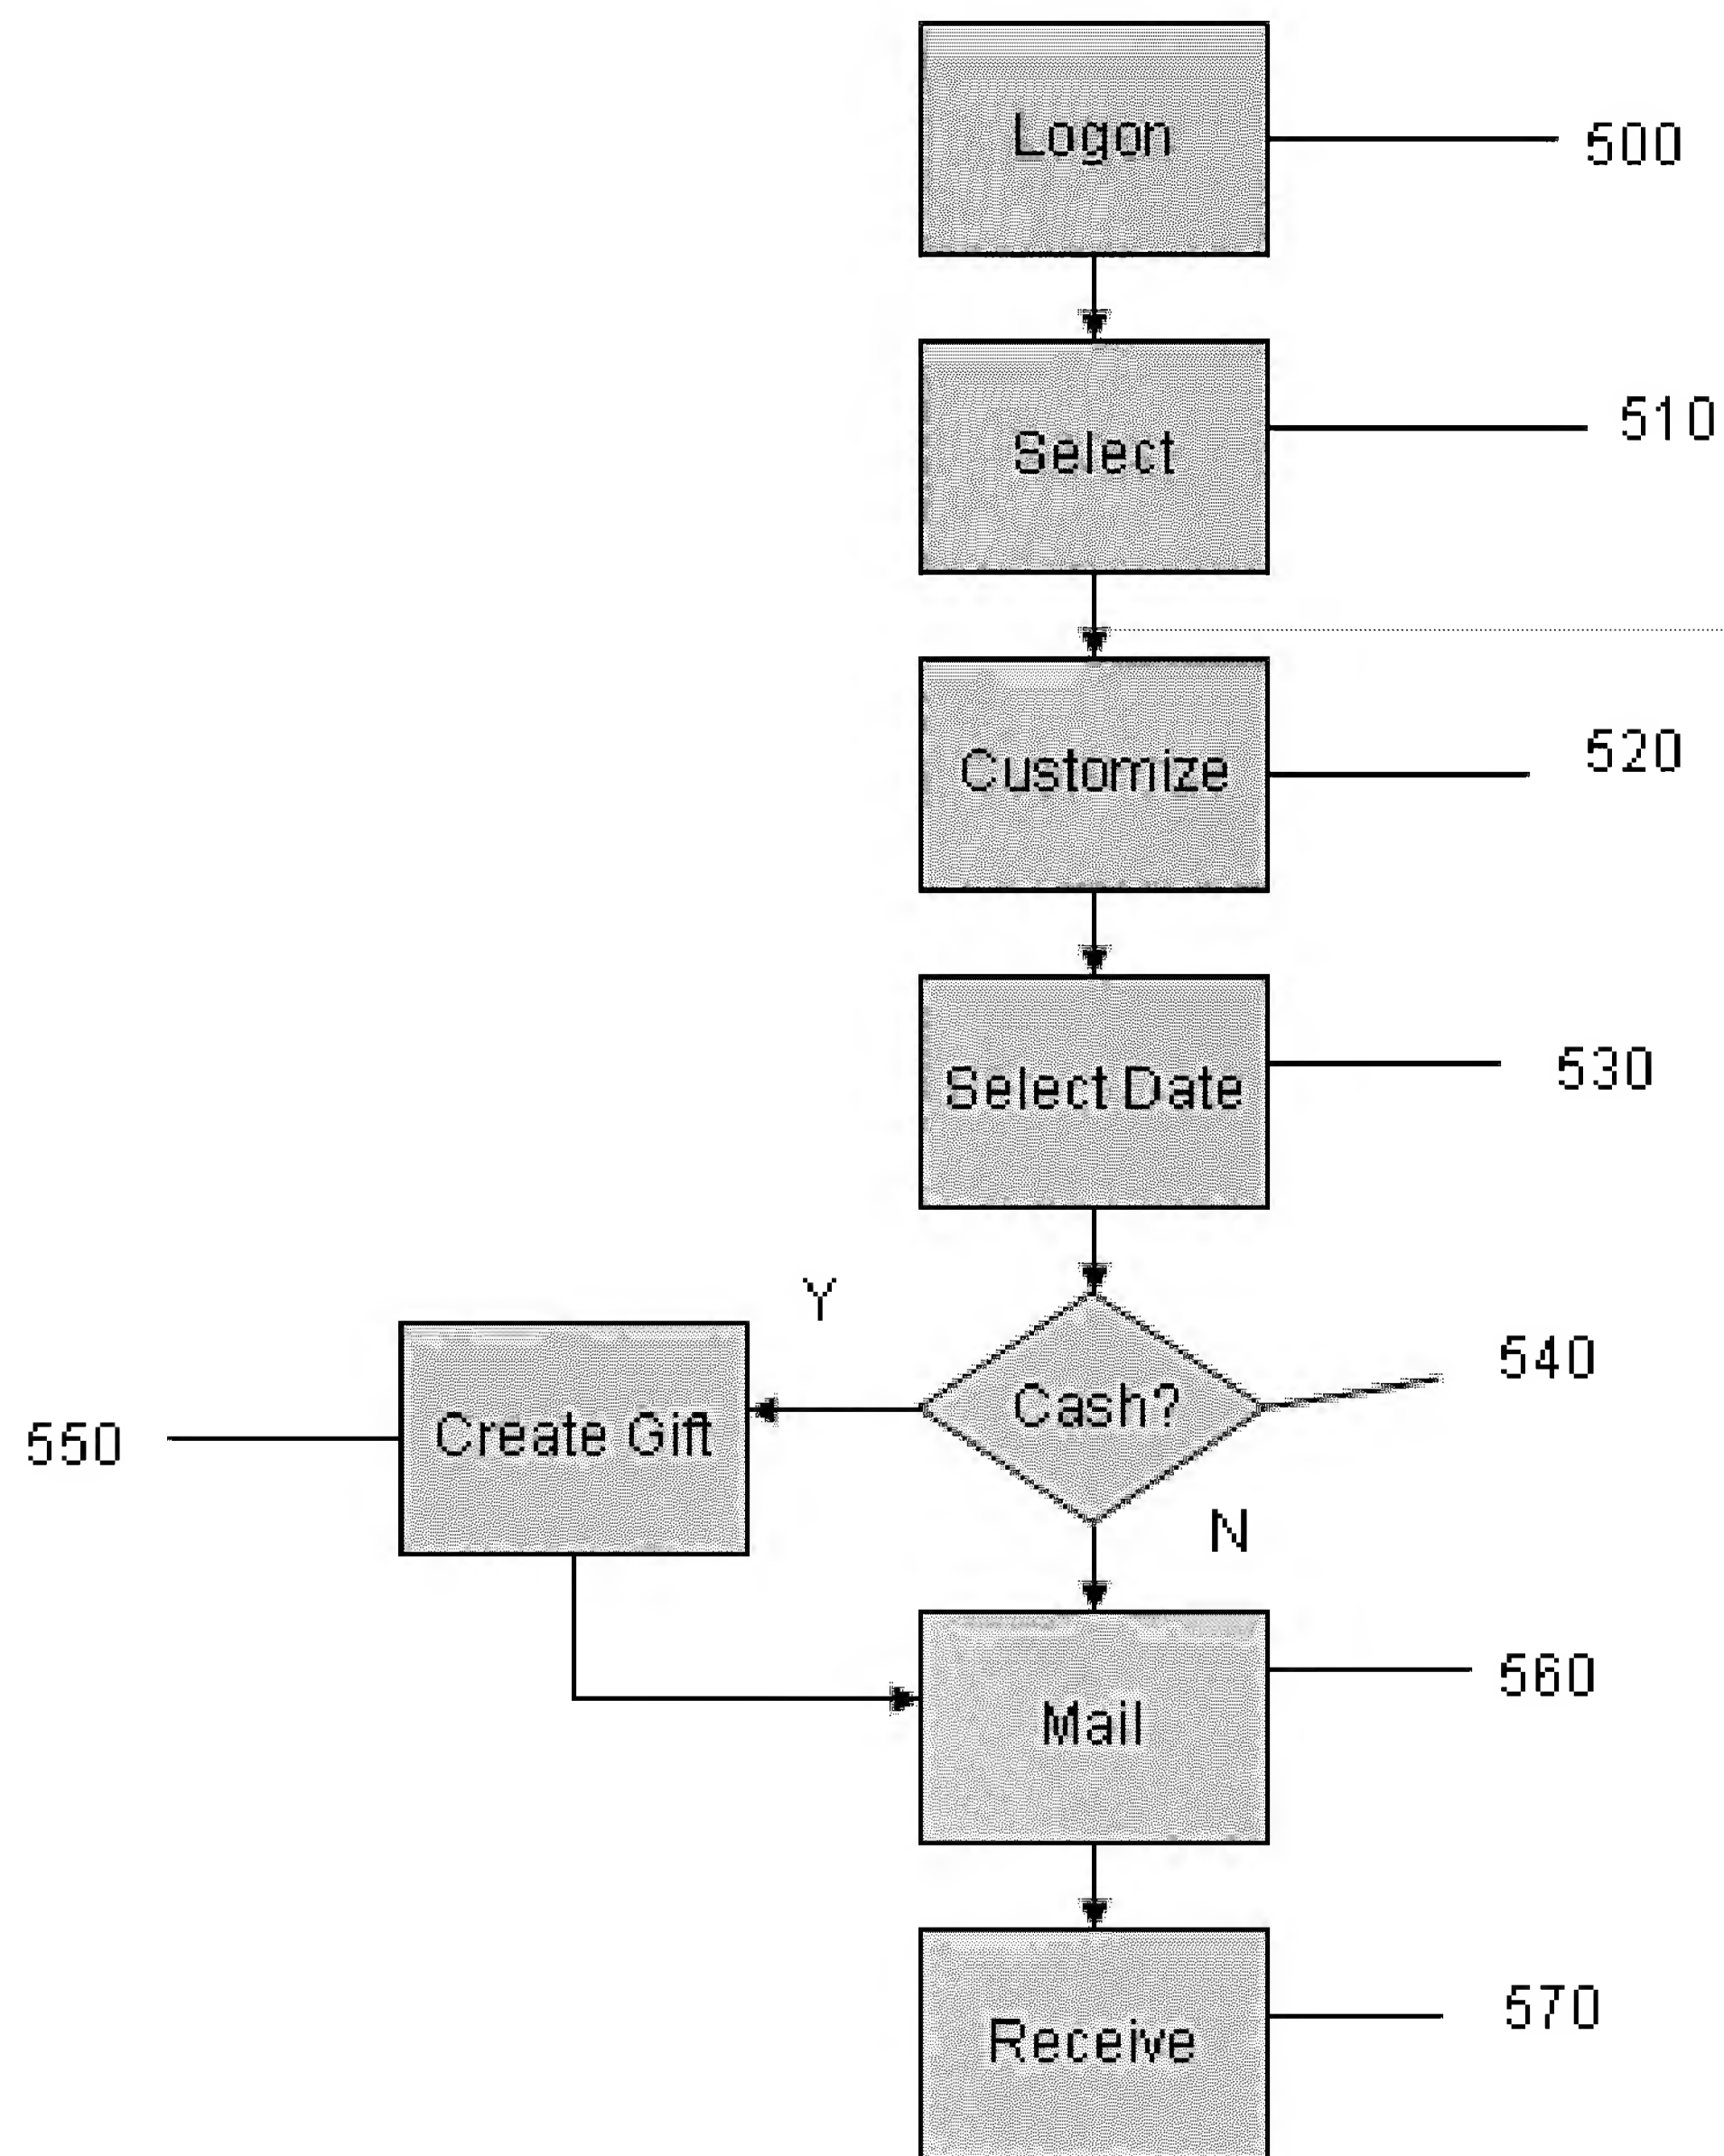 Logon
500
Select
510
Customize
520
Select Date
530
Y
Cash?
540
Create Gift
550
N
Mail
560
Receive
570